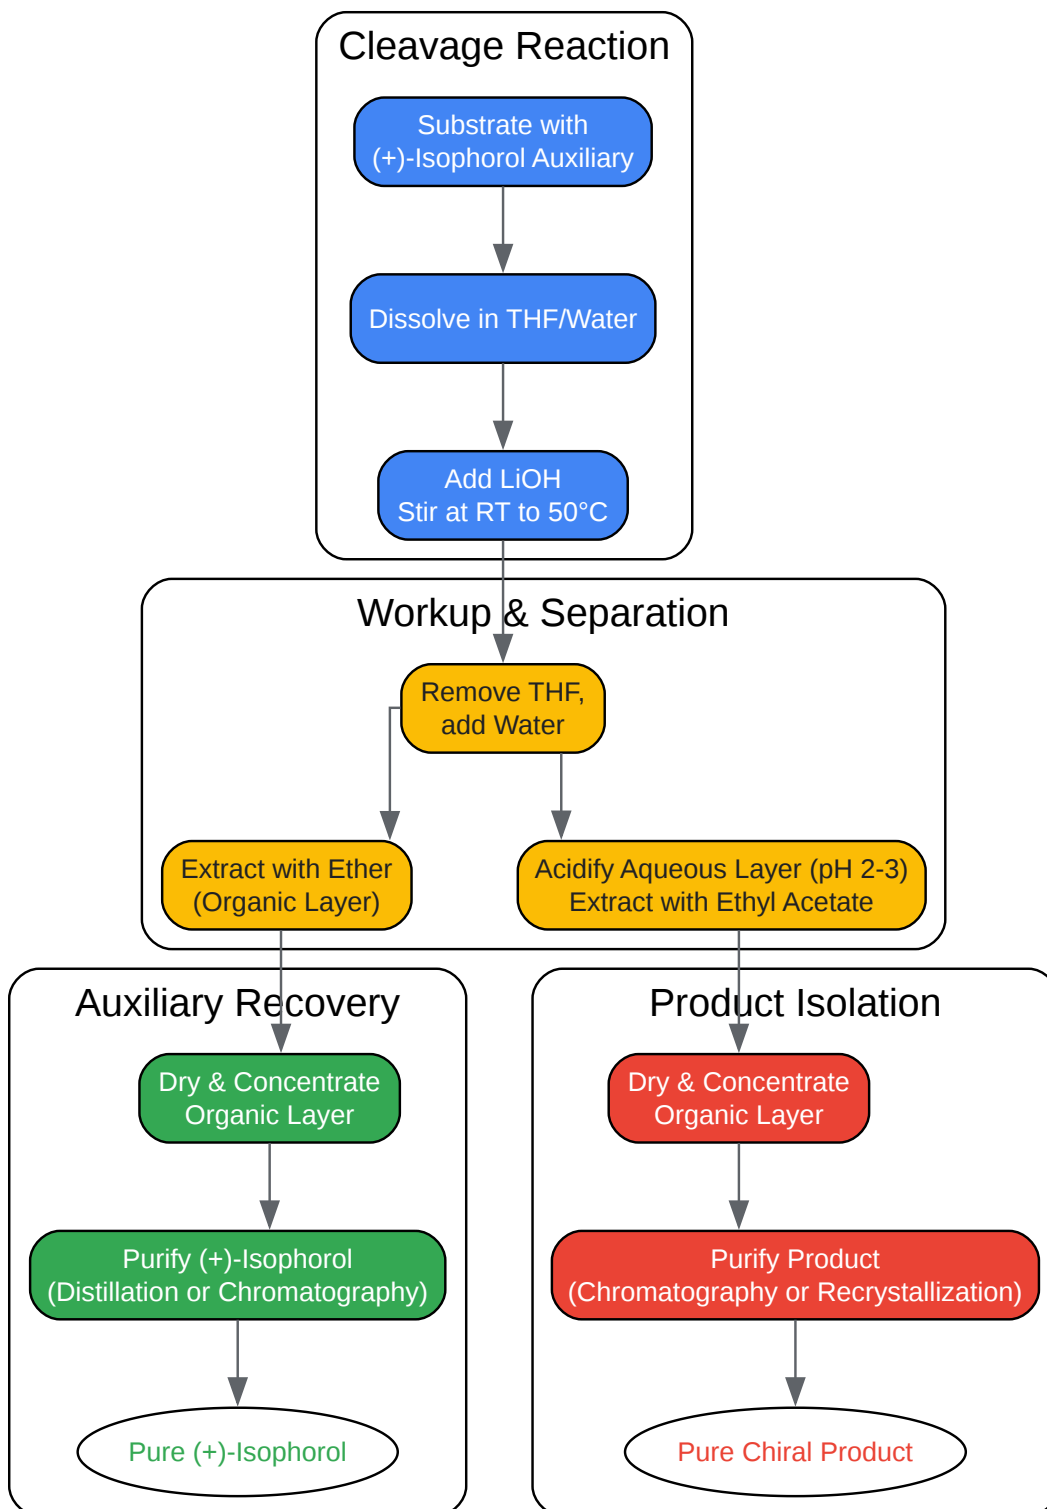 Cleavage Reaction
Substrate with
(+)-Isophorol Auxiliary
Dissolve in THF/Water
Add LiOH
Stir at RT to 50°C
Workup & Separation
Remove THF,
add Water
Extract with Ether
(Organic Layer)
Acidify Aqueous Layer (pH 2-3)
Extract with Ethyl Acetate
Auxiliary Recovery
Dry & Concentrate
Organic Layer
Purify (+)-Isophorol
(Distillation or Chromatography)
Pure (+)-Isophorol
Product Isolation
Dry & Concentrate
Organic Layer
Purify Product
(Chromatography or Recrystallization)
Pure Chiral Product